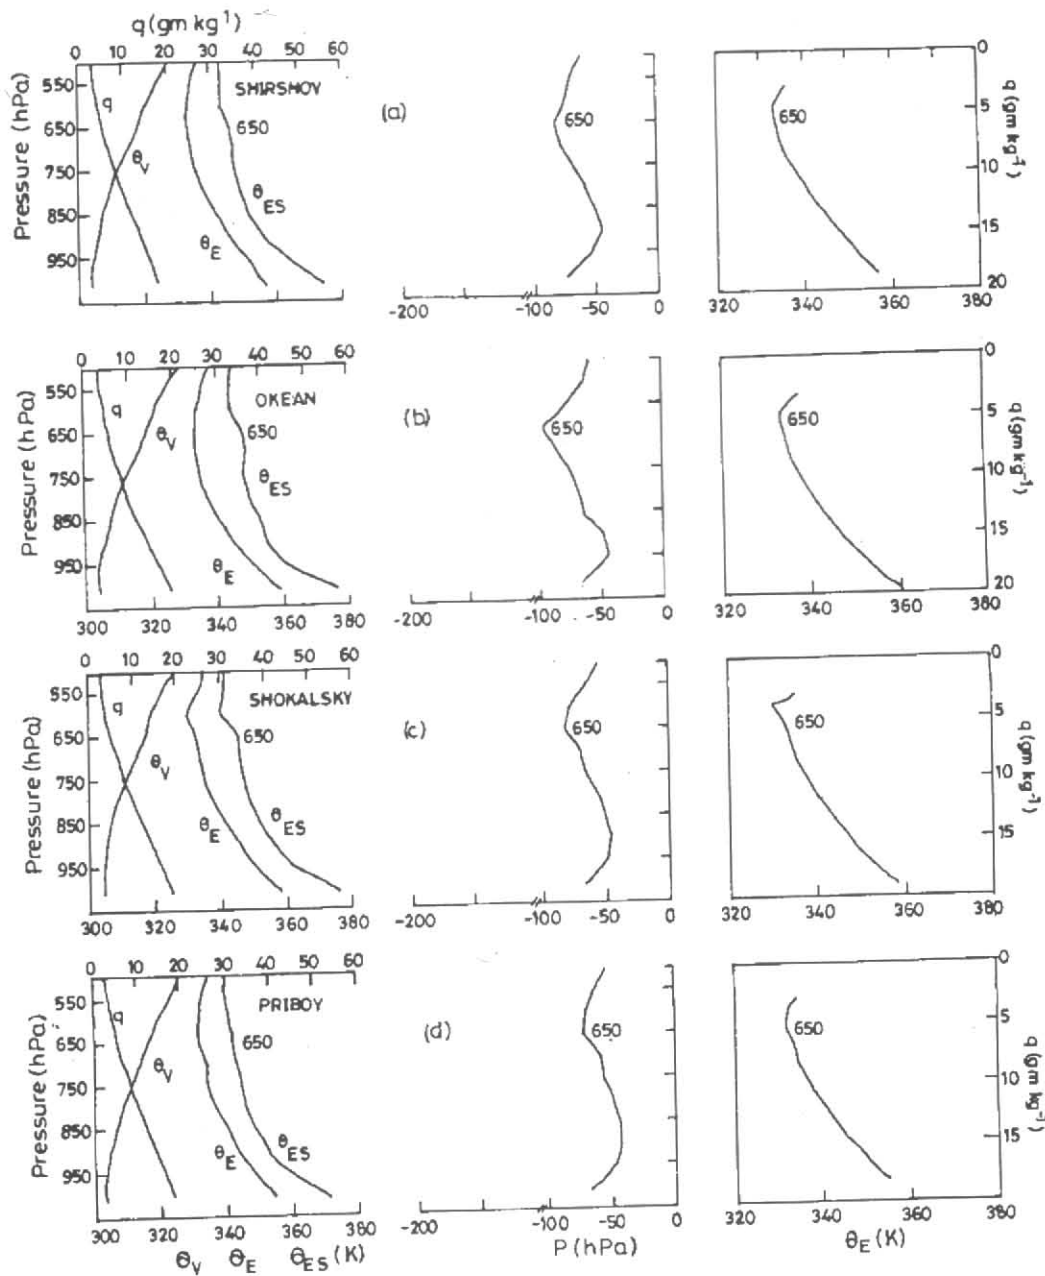 q(gm kg¹)
0 10 20 30 40 50 60
SHIRSHOV
Pressure (hPa)
550
650
750
850
950
q
θV
θE
θES
650
(a)
650
-200 -100 -50 0
650
0
5
10
15
20
q (gm kg-1)
320 340 360 380
0 10 20 30 40 50 60
OKEAN
Pressure (hPa)
550
650
750
850
950
q
θV
θE
θES
650
300 320 340 360 380
(b)
650
-200 -100 -50 0
650
0
5
10
15
20
q (gm kg-1)
320 340 360 380
0 10 20 30 40 50 60
SHOKALSKY
Pressure (hPa)
550
650
750
850
950
q
θV
θE
θES
650
300 320 340 360 380
(c)
650
-200 -100 -50 0
650
0
5
10
15
q (gm kg-1)
320 340 360 380
0 10 20 30 40 50 60
PRIBOY
Pressure (hPa)
550
650
750
850
950
q
θV
θE
θES
650
300 320 340 360 380
θV θE θES (K)
(d)
650
-200 -100 -50 0
P (hPa)
650
0
5
10
15
q (gm kg-1)
320 340 360 380
θE (K)